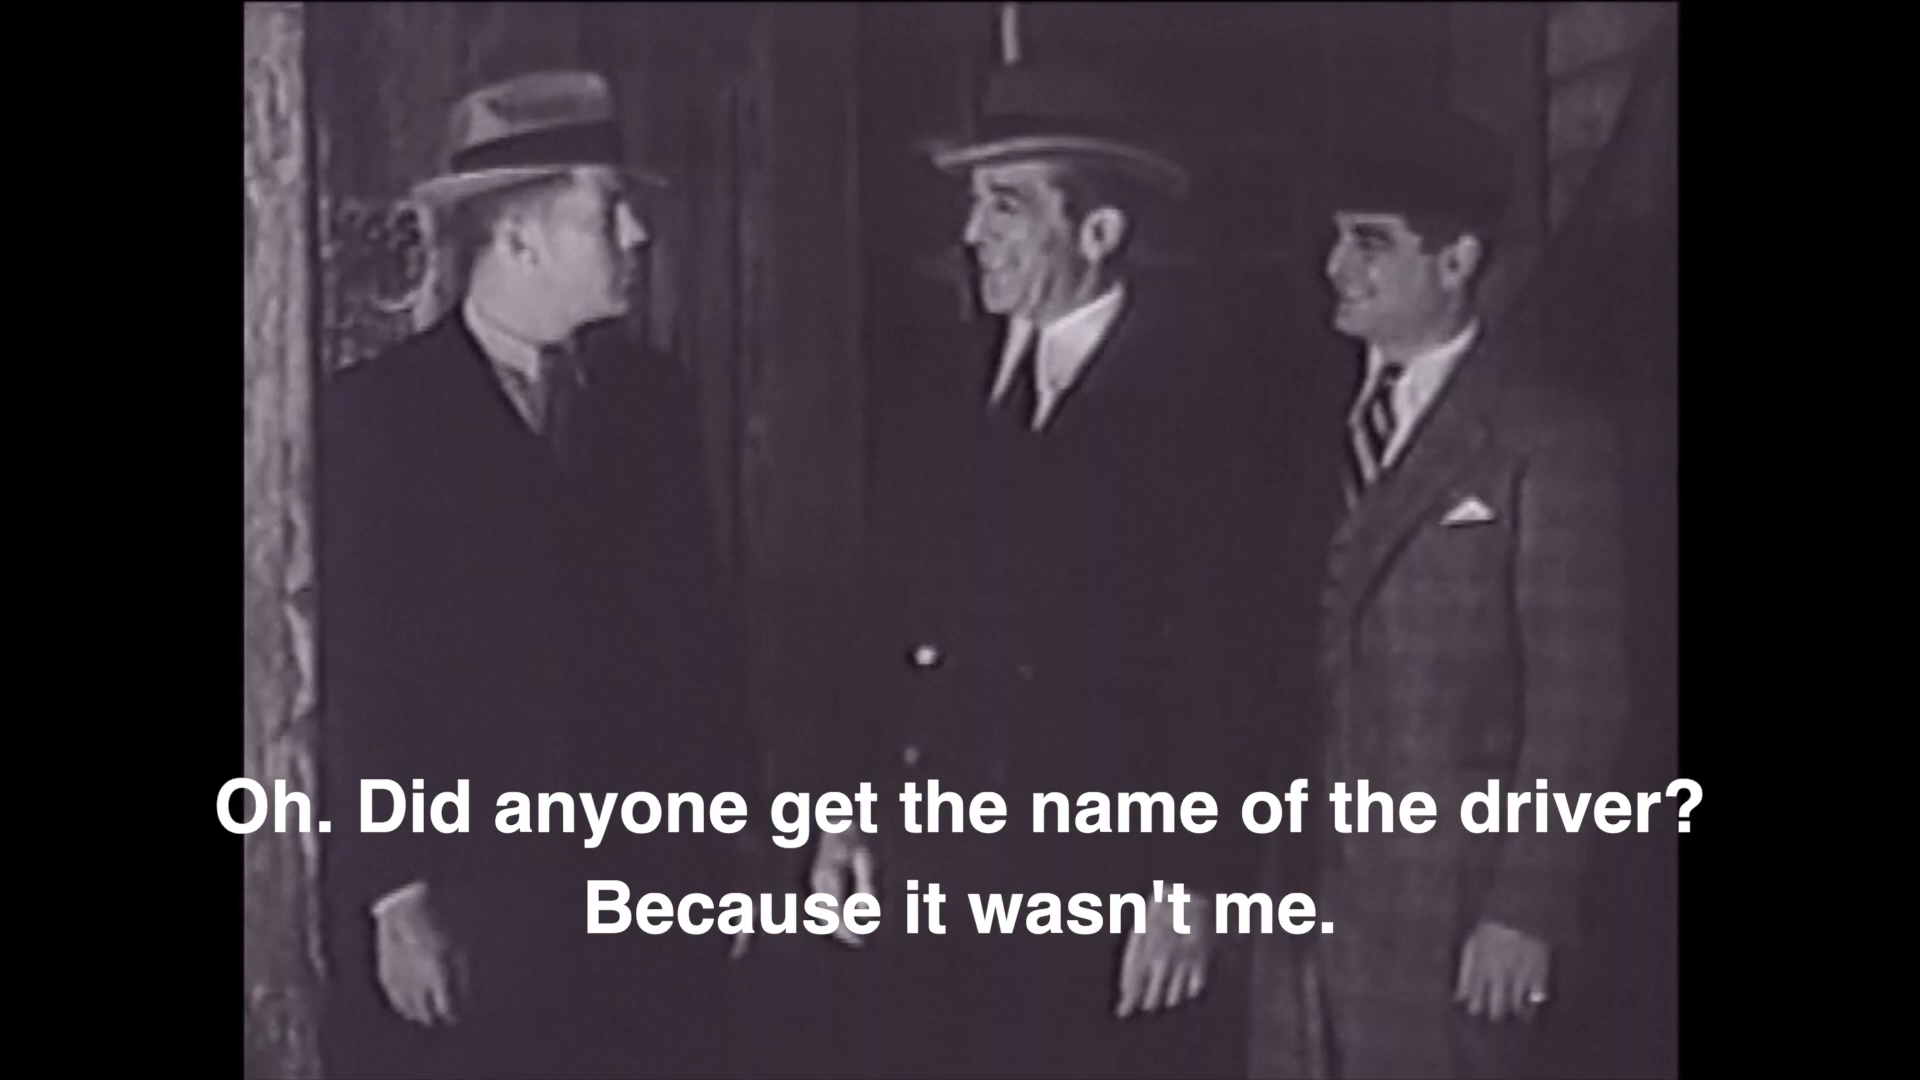 Oh. Did anyone get the name of the driver?
Because it wasn't me.